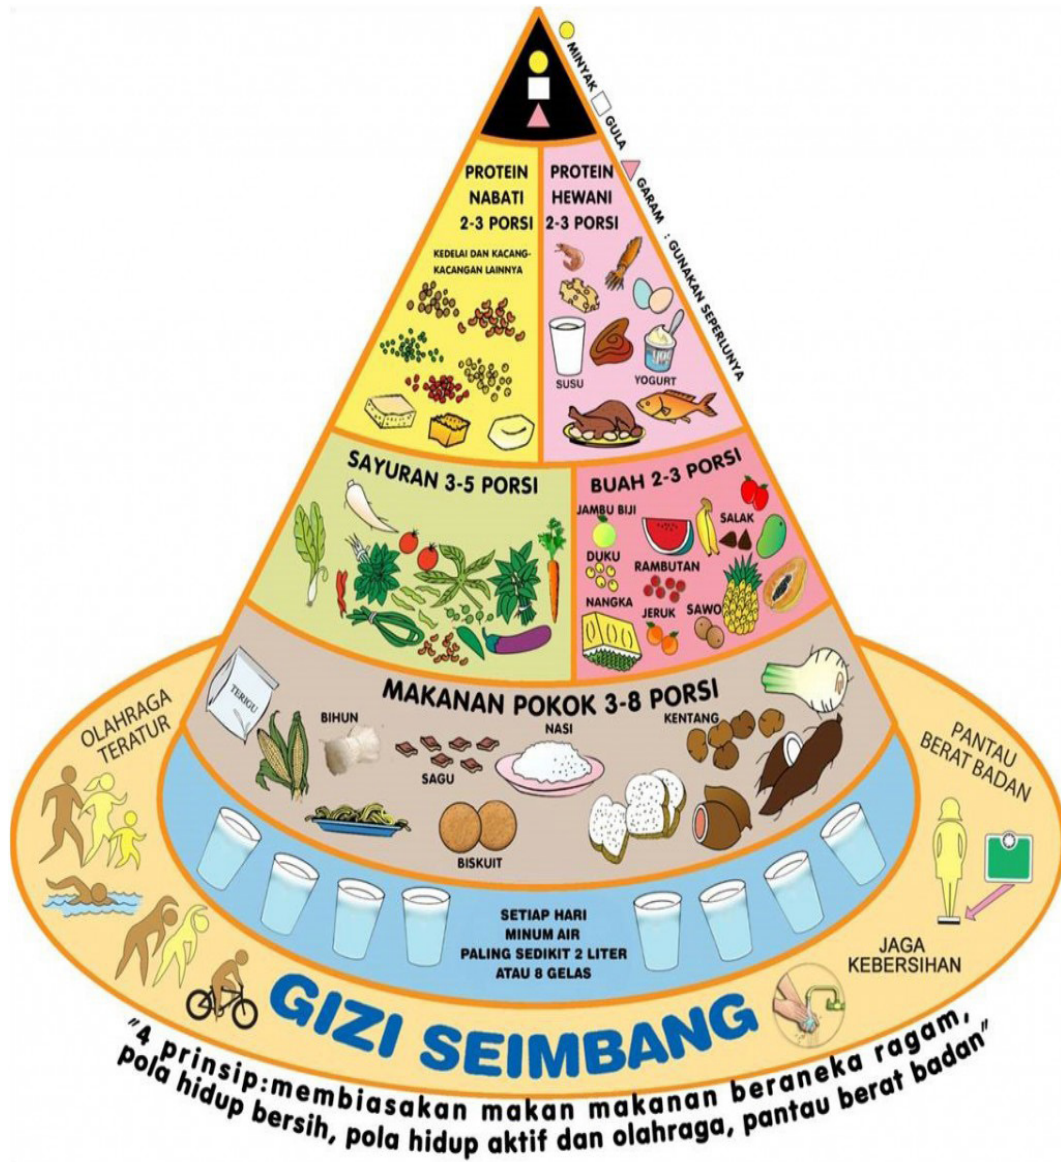 MINYAK GULA GARAM : GUNAKAN SEPERLUNYA
PROTEIN
NABATI
2-3 PORSI
KEDELAI DAN KACANG-
KACANGAN LAINNYA
PROTEIN
HEWANI
2-3 PORSI
SUSU
YOGURT
SAYURAN 3-5 PORSI
BUAH 2-3 PORSI
JAMBU BIJI
SALAK
DUKU
RAMBUTAN
NANGKA
JERUK
SAWO
MAKANAN POKOK 3-8 PORSI
TERIGU
BIHUN
NASI
KENTANG
SAGU
BISKUIT
OLAHRAGA
TERATUR
PANTAU
BERAT BADAN
SETIAP HARI
MINUM AIR
PALING SEDIKIT 2 LITER
ATAU 8 GELAS
JAGA
KEBERSIHAN
GIZI SEIMBANG
"4 prinsip:membiasakan makan makanan beraneka ragam,
pola hidup bersih, pola hidup aktif dan olahraga, pantau berat badan"